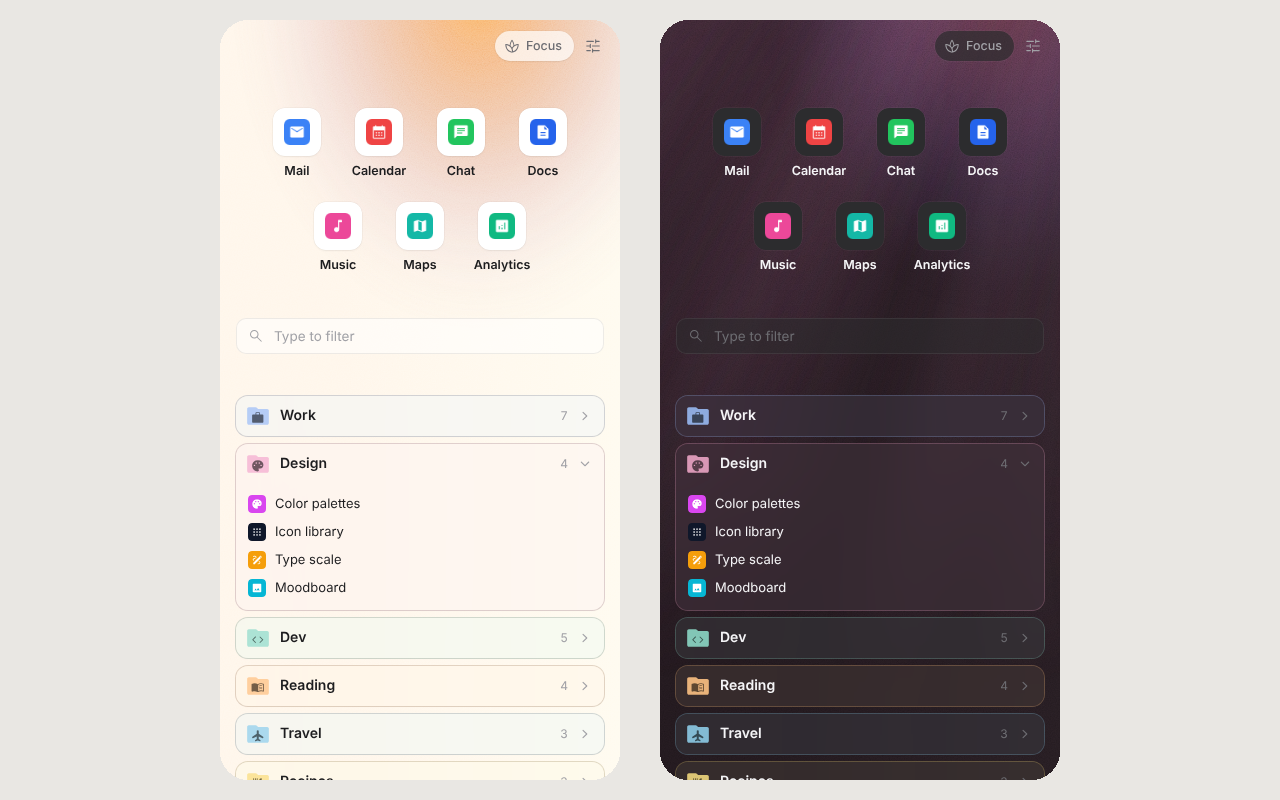 Focus
Mail Calendar Chat Docs
Music Maps Analytics
Type to filter
Work 7
Design 4
Color palettes
Icon library
Type scale
Moodboard
Dev 5
Reading 4
Travel 3
Focus
Mail Calendar Chat Docs
Music Maps Analytics
Type to filter
Work 7
Design 4
Color palettes
Icon library
Type scale
Moodboard
Dev 5
Reading 4
Travel 3